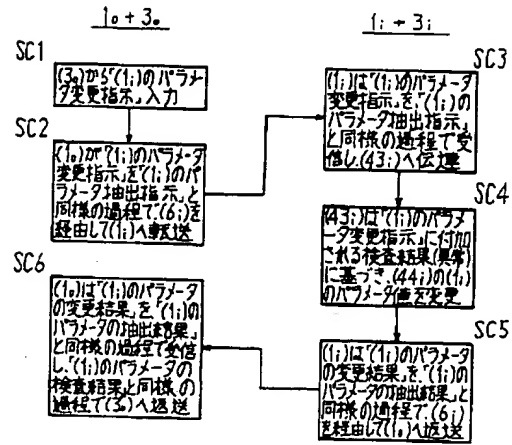 1₀+3₀
SC1
(3₀)から「(1i)のパラメー
タ変更指示」入力
SC2
(1₀)が「(1i)のパラメータ
変更指示」を「(1i)のパ
ラメータ抽出指示」と
同様の過程で、(6i)を
経由して(1i)へ転送
1i+3i
SC3
(1i)は「(1i)のパラメータ
変更指示」を、「(1i)の
パラメータ抽出指示」
と同様の過程で受
信し、(43i)へ伝達
SC4
(43i)は「(1i)のパラメ
ータ変更指示」に付加
される検査結果(異常)
に基づき、(44i)の(1i)
のパラメータ値を変更
SC5
(1i)は「(1i)のパラメータ
の変更結果」を、「(1i)の
パラメータの抽出結果」と
同様の過程で、(6i)
を経由して(1₀)へ返送
SC6
(1₀)は「(1i)のパラメータ
の変更結果」を、「(1i)の
パラメータの抽出結果」
と同様の過程で受信
し、「(1i)のパラメータの
検査結果」と同様の
過程で(3₀)へ返送